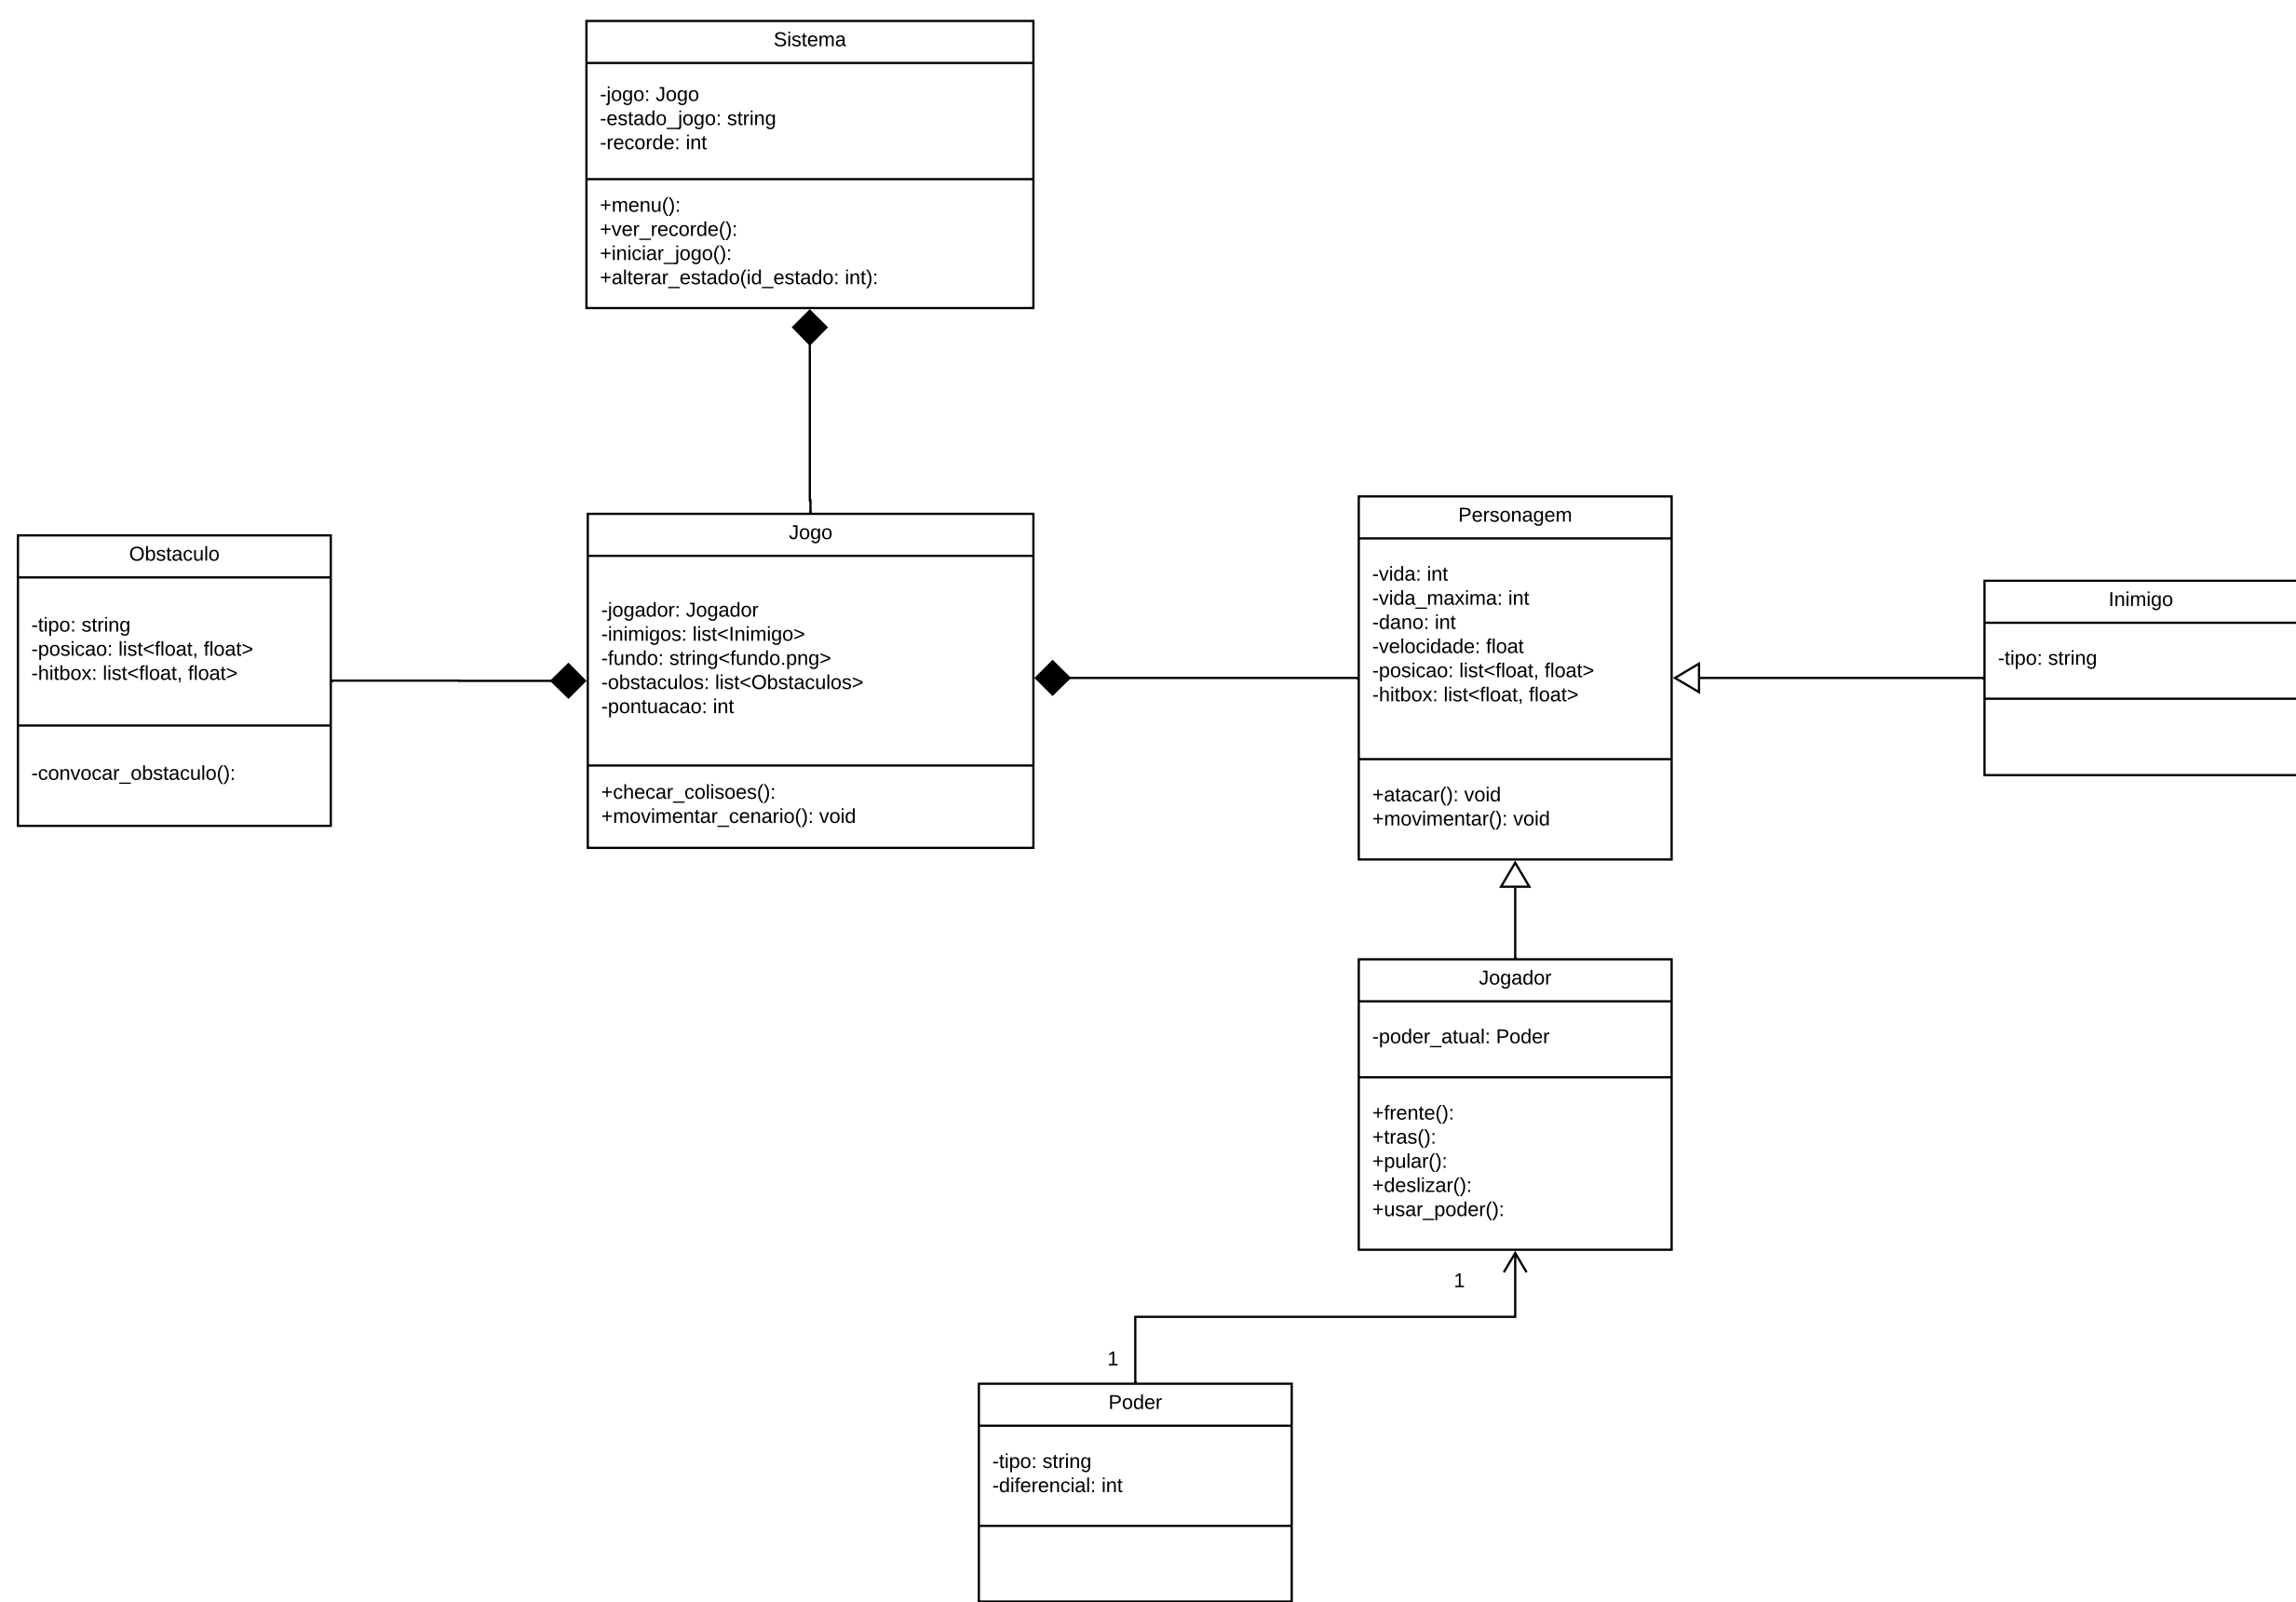 Sistema
-jogo: Jogo
-estado_jogo: string
-recorde: int
+menu():
+ver_recorde():
+iniciar_jogo():
+alterar_estado(id_estado: int):
Obstaculo
-tipo: string
-posicao: list<float, float>
-hitbox: list<float, float>
-convocar_obstaculo():
Jogo
-jogador: Jogador
-inimigos: list<Inimigo>
-fundo: string<fundo.png>
-obstaculos: list<Obstaculos>
-pontuacao: int
+checar_colisoes():
+movimentar_cenario(): void
Personagem
-vida: int
-vida_maxima: int
-dano: int
-velocidade: float
-posicao: list<float, float>
-hitbox: list<float, float>
+atacar(): void
+movimentar(): void
Inimigo
-tipo: string
Jogador
-poder_atual: Poder
+frente():
+tras():
+pular():
+deslizar():
+usar_poder():
1
1
Poder
-tipo: string
-diferencial: int